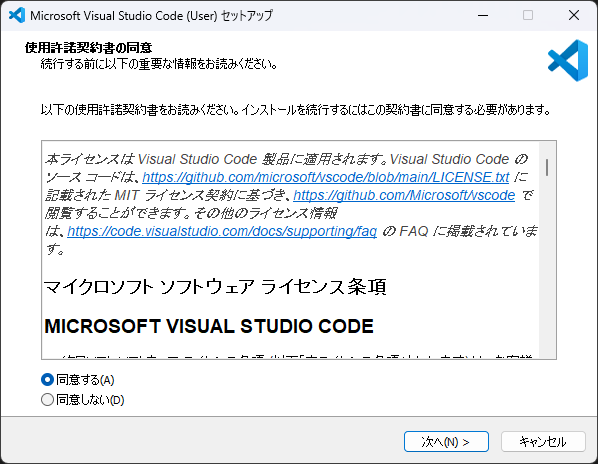 Microsoft Visual Studio Code (User) セットアップ
使用許諾契約書の同意
続行する前に以下の重要な情報をお読みください。
以下の使用許諾契約書をお読みください。インストールを続行するにはこの契約書に同意する必要があります。
本ライセンスは Visual Studio Code 製品に適用されます。Visual Studio Code の
ソース コードは、https://github.com/microsoft/vscode/blob/main/LICENSE.txt に
記載された MIT ライセンス契約に基づき、https://github.com/Microsoft/vscode で
閲覧することができます。その他のライセンス情報
は、https://code.visualstudio.com/docs/supporting/faq の FAQ に掲載されていま
す。
マイクロソフト ソフトウェア ライセンス条項
MICROSOFT VISUAL STUDIO CODE
同意する(A)
同意しない(D)
次へ(N) >
キャンセル